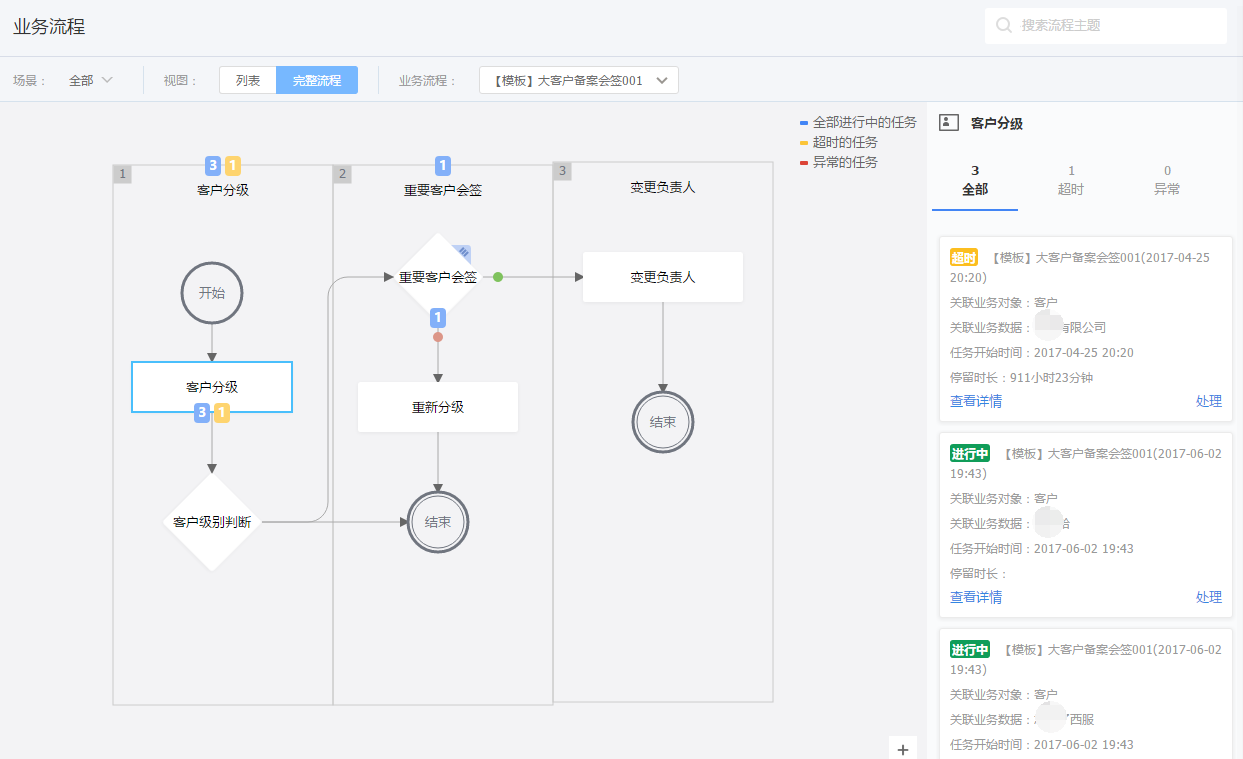 业务流程
搜索流程主题
场景： 全部 视图： 列表 完整流程 业务流程： 【模板】大客户备案会签001
全部进行中的任务
超时的任务
异常的任务
1
3 1
客户分级
2
1
重要客户会签
3
变更负责人
开始
客户分级
3 1
客户级别判断
重要客户会签
1
重新分级
结束
变更负责人
结束
+
客户分级
3 1 0
全部 超时 异常
超时 【模板】大客户备案会签001(2017-04-25
20:20)
关联业务对象：客户
关联业务数据： 有限公司
任务开始时间：2017-04-25 20:20
停留时长：911小时23分钟
查看详情 处理
进行中 【模板】大客户备案会签001(2017-06-02
19:43)
关联业务对象：客户
关联业务数据：
任务开始时间：2017-06-02 19:43
停留时长：
查看详情 处理
进行中 【模板】大客户备案会签001(2017-06-02
19:43)
关联业务对象：客户
关联业务数据： 西服
任务开始时间：2017-06-02 19:43